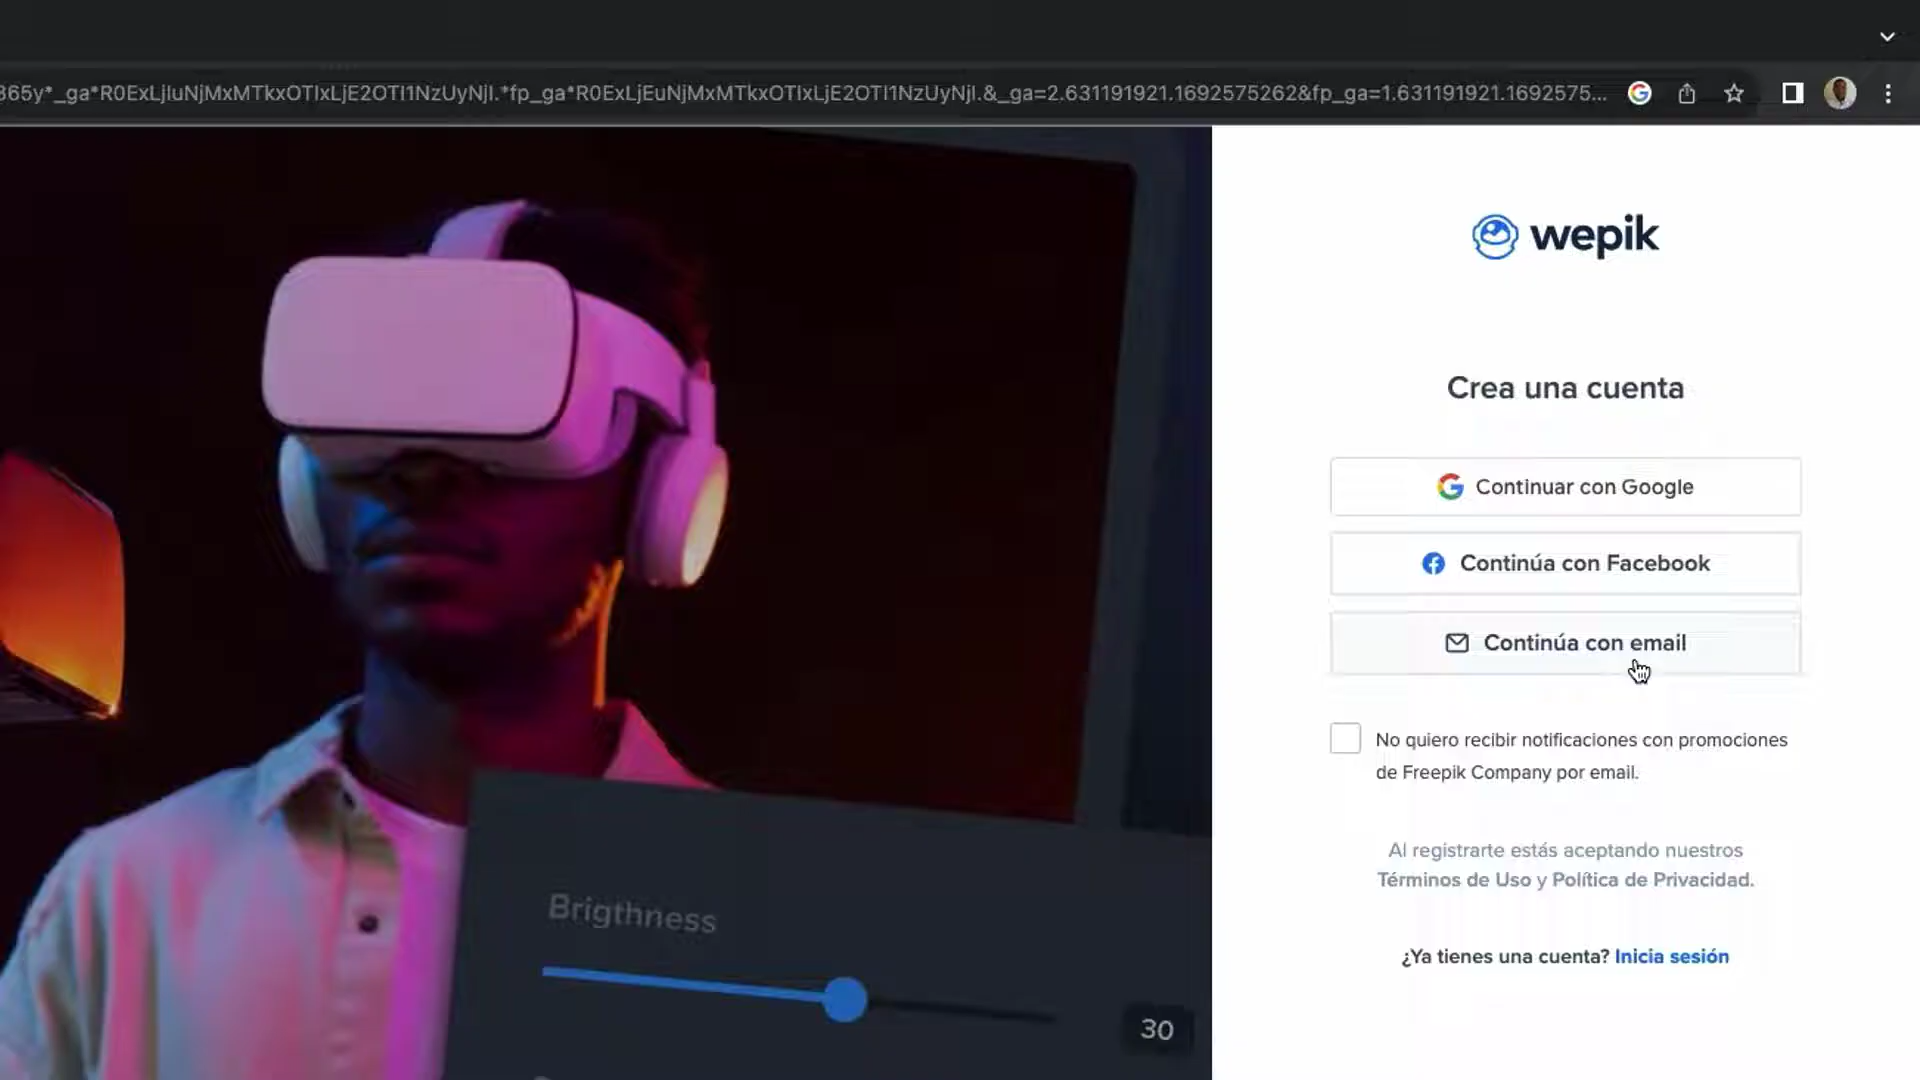 365y*_ga*R0ExLjIuNjMxMTkxOTIxLjE2OTI1NzUyNjI.*fp_ga*R0ExLjEuNjMxMTkxOTIxLjE2OTI1NzUyNjI.&_ga=2.631191921.1692575262&fp_ga=1.631191921.1692575...
wepik
Crea una cuenta
Continuar con Google
Continúa con Facebook
Continúa con email
No quiero recibir notificaciones con promociones
de Freepik Company por email.
Al registrarte estás aceptando nuestros
Términos de Uso y Política de Privacidad.
¿Ya tienes una cuenta? Inicia sesión
Brigthness
30